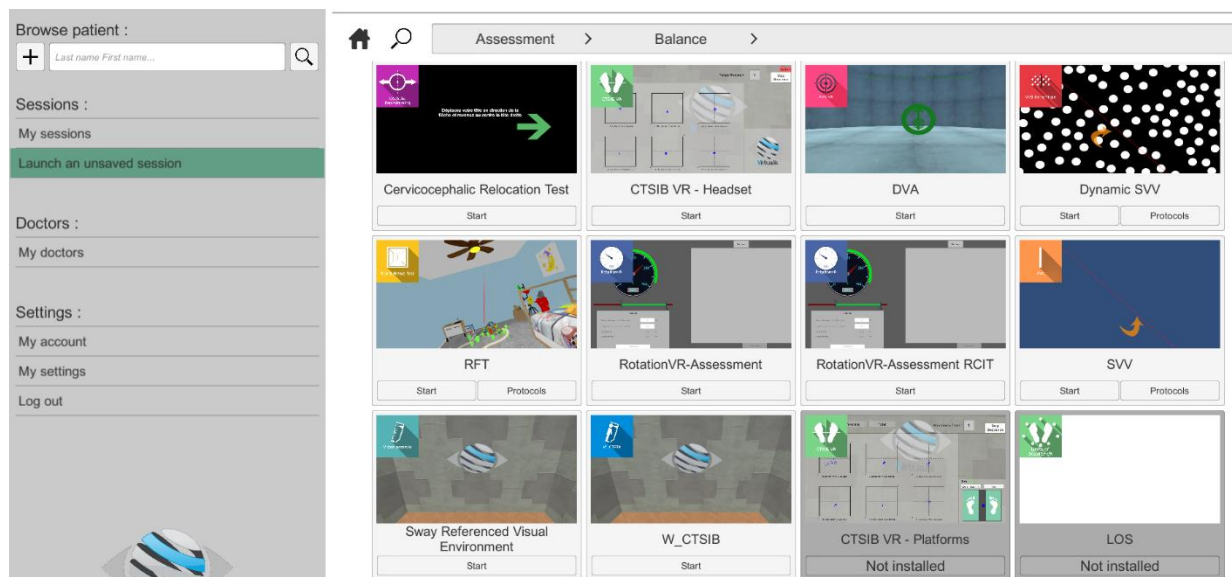 Browse patient :
+
Last name First name...
Sessions :
My sessions
Launch an unsaved session
Doctors :
My doctors
Settings :
My account
My settings
Log out
Assessment > Balance >
Déplacez votre tête en direction de la
flèche et revenez au centre la tête droite
CTSIB VR
Virtualis
Cervicocephalic Relocation Test
CTSIB VR - Headset
DVA
Dynamic SVV
Start
Start
Start
Start Protocols
RFT
RotationVR-Assessment
RotationVR-Assessment RCIT
SVV
Start Protocols
Start
Start
Start Protocols
Sway Referenced Visual
Environment
W_CTSIB
CTSIB VR - Platforms
LOS
Start
Start
Not installed
Not installed